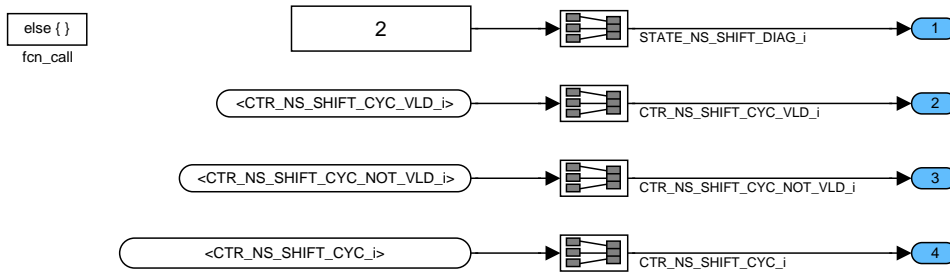 else { }
fcn_call
2
STATE_NS_SHIFT_DIAG_i
1
<CTR_NS_SHIFT_CYC_VLD_i>
CTR_NS_SHIFT_CYC_VLD_i
2
<CTR_NS_SHIFT_CYC_NOT_VLD_i>
CTR_NS_SHIFT_CYC_NOT_VLD_i
3
<CTR_NS_SHIFT_CYC_i>
CTR_NS_SHIFT_CYC_i
4